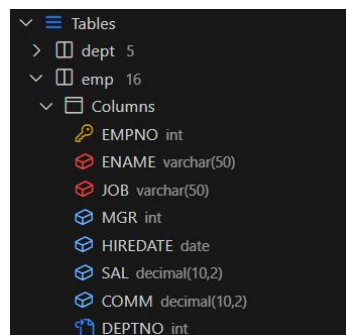 Tables
dept 5
emp 16
Columns
EMPNO int
ENAME varchar(50)
JOB varchar(50)
MGR int
HIREDATE date
SAL decimal(10,2)
COMM decimal(10,2)
DEPTNO int